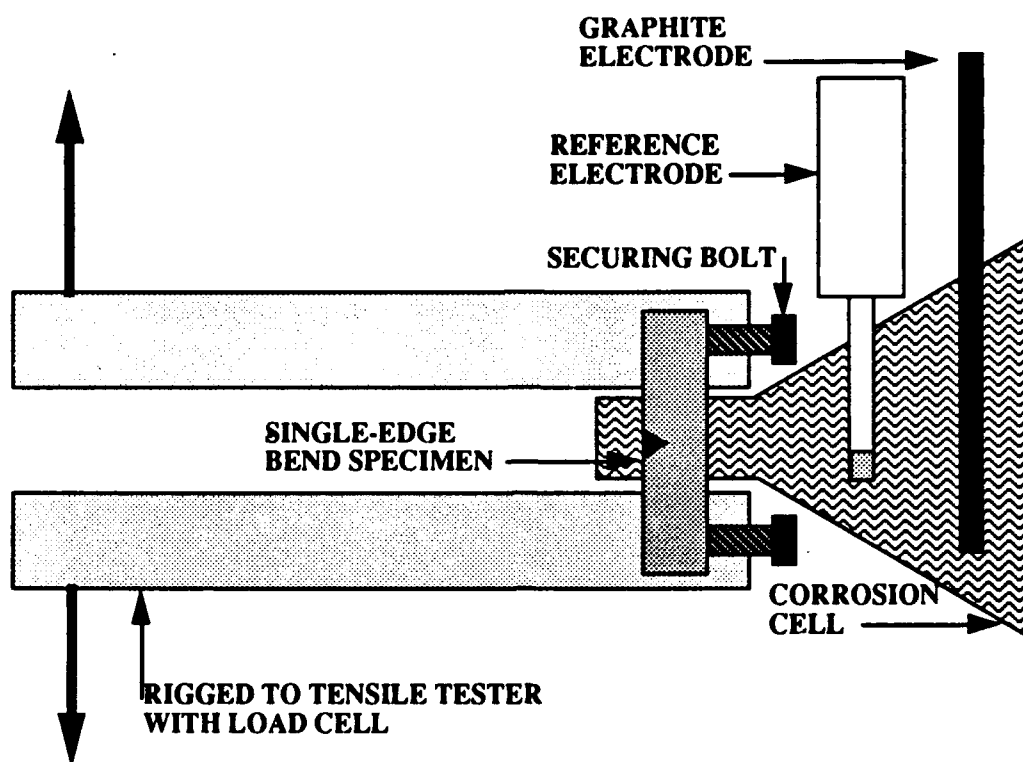 GRAPHITE
ELECTRODE
REFERENCE
ELECTRODE
SECURING BOLT
SINGLE-EDGE
BEND SPECIMEN
CORROSION
CELL
RIGGED TO TENSILE TESTER
WITH LOAD CELL